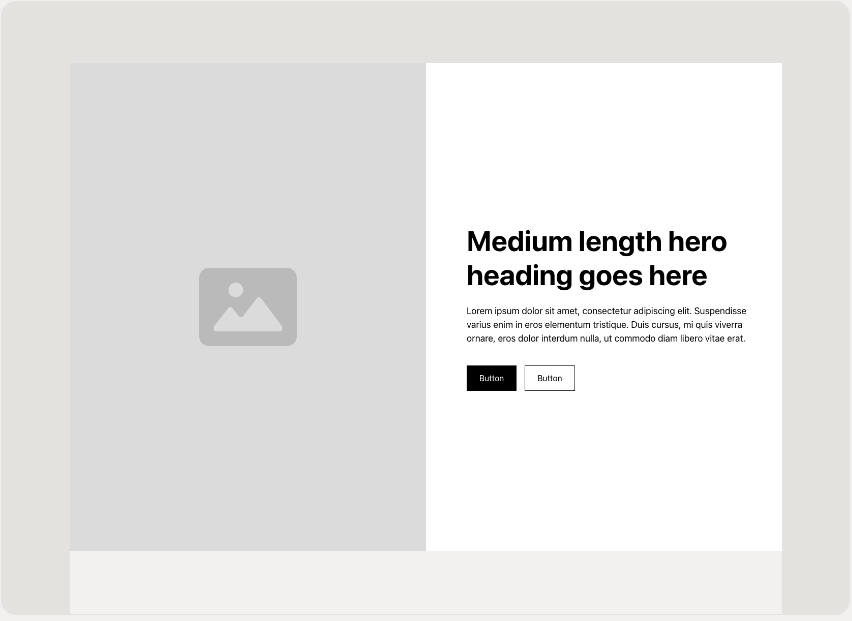 Medium length hero
heading goes here
Lorem ipsum dolor sit amet, consectetur adipiscing elit. Suspendisse
varius enim in eros elementum tristique. Duis cursus, mi quis viverra
ornare, eros dolor interdum nulla, ut commodo diam libero vitae erat.
Button
Button